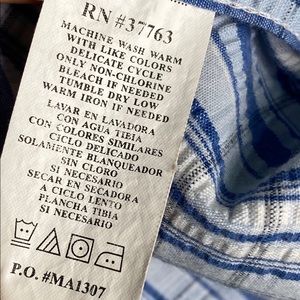 RN #37763
MACHINE WASH WARM
WITH LIKE COLORS
DELICATE CYCLE
ONLY NON-CHLORINE
BLEACH IF NEEDED
TUMBLE DRY LOW
WARM IRON IF NEEDED
LAVAR EN LAVADORA
CON AGUA TIBIA
CON COLORES SIMILARES
CICLO DELICADO
SOLAMENTE BLANQUEADOR
SIN CLORO
SI NECESARIO
SECAR EN SECADORA
A CICLO LENTO
PLANCHA TIBIA
SI NECESARIO
P.O. #MA1307